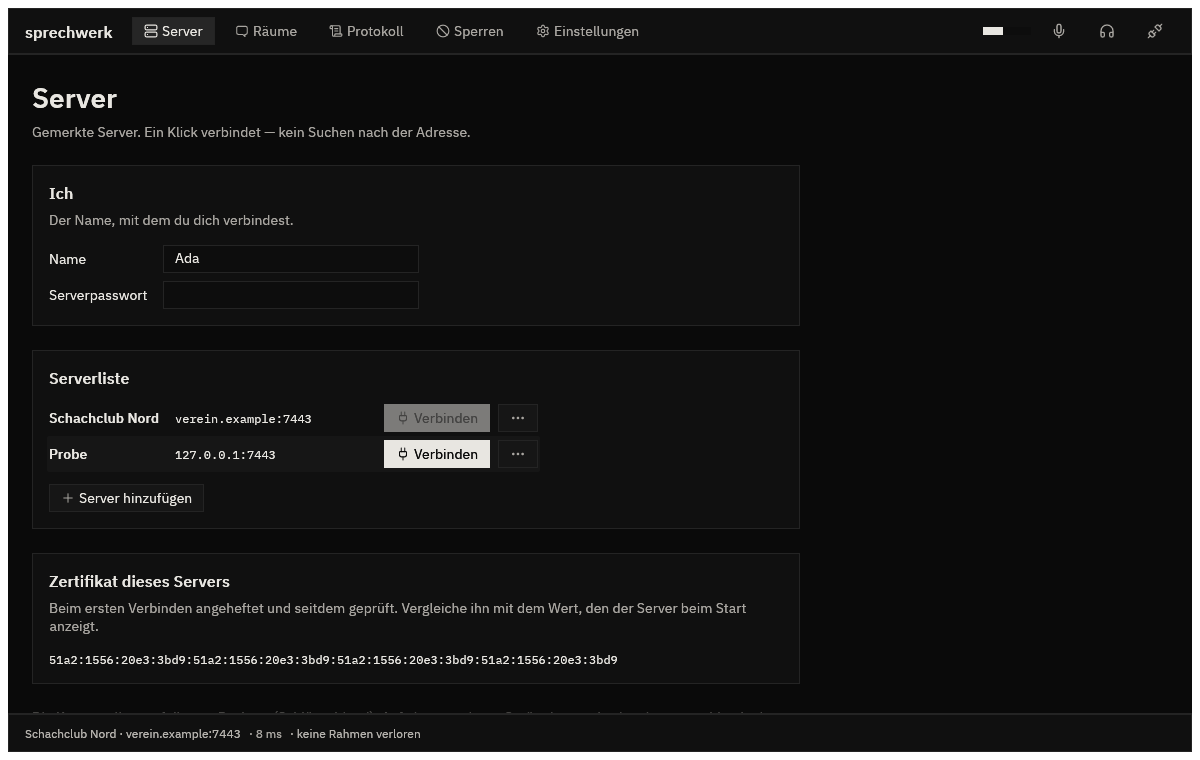 sprechwerk Server Räume Protokoll Sperren Einstellungen
Server
Gemerkte Server. Ein Klick verbindet — kein Suchen nach der Adresse.
Ich
Der Name, mit dem du dich verbindest.
Name Ada
Serverpasswort
Serverliste
Schachclub Nord verein.example:7443 Verbinden ···
Probe 127.0.0.1:7443 Verbinden ···
+ Server hinzufügen
Zertifikat dieses Servers
Beim ersten Verbinden angeheftet und seitdem geprüft. Vergleiche ihn mit dem Wert, den der Server beim Start
anzeigt.
51a2:1556:20e3:3bd9:51a2:1556:20e3:3bd9:51a2:1556:20e3:3bd9:51a2:1556:20e3:3bd9
Schachclub Nord · verein.example:7443 · 8 ms · keine Rahmen verloren